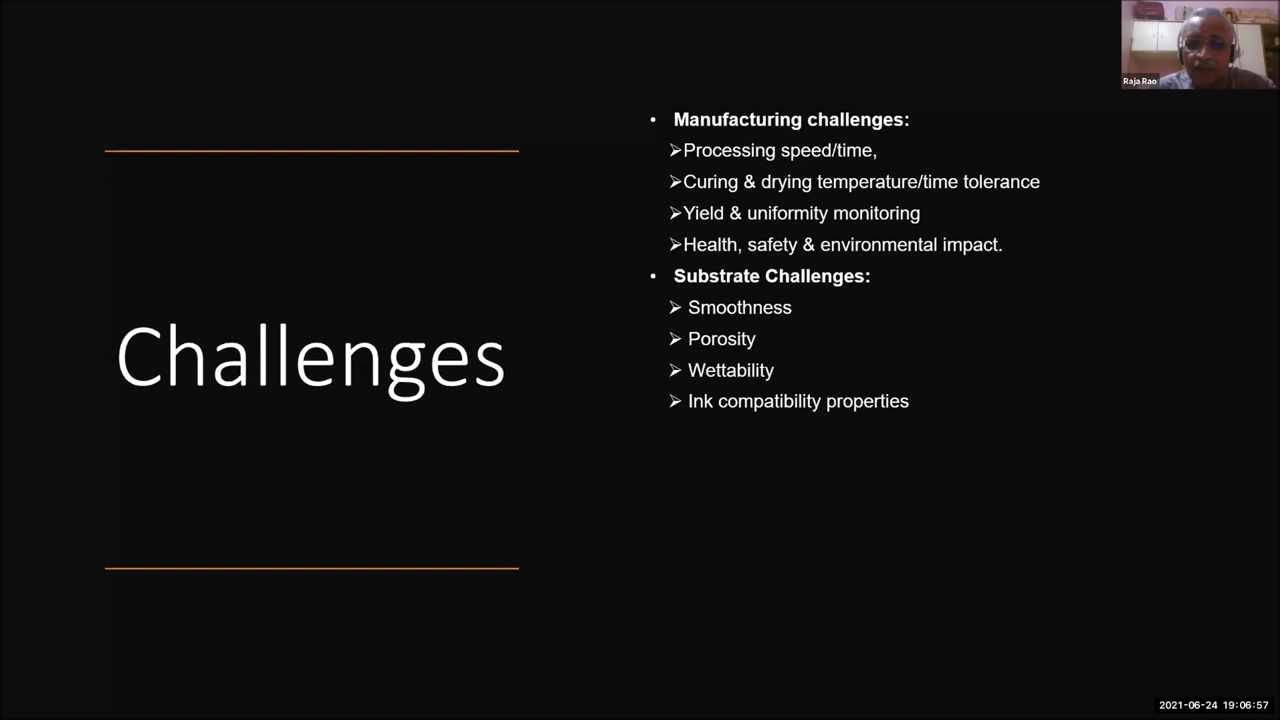 Raja Rao
Challenges
• Manufacturing challenges:
➢Processing speed/time,
➢Curing & drying temperature/time tolerance
➢Yield & uniformity monitoring
➢Health, safety & environmental impact.
• Substrate Challenges:
➢ Smoothness
➢ Porosity
➢ Wettability
➢ Ink compatibility properties
2021-06-24 19:06:57